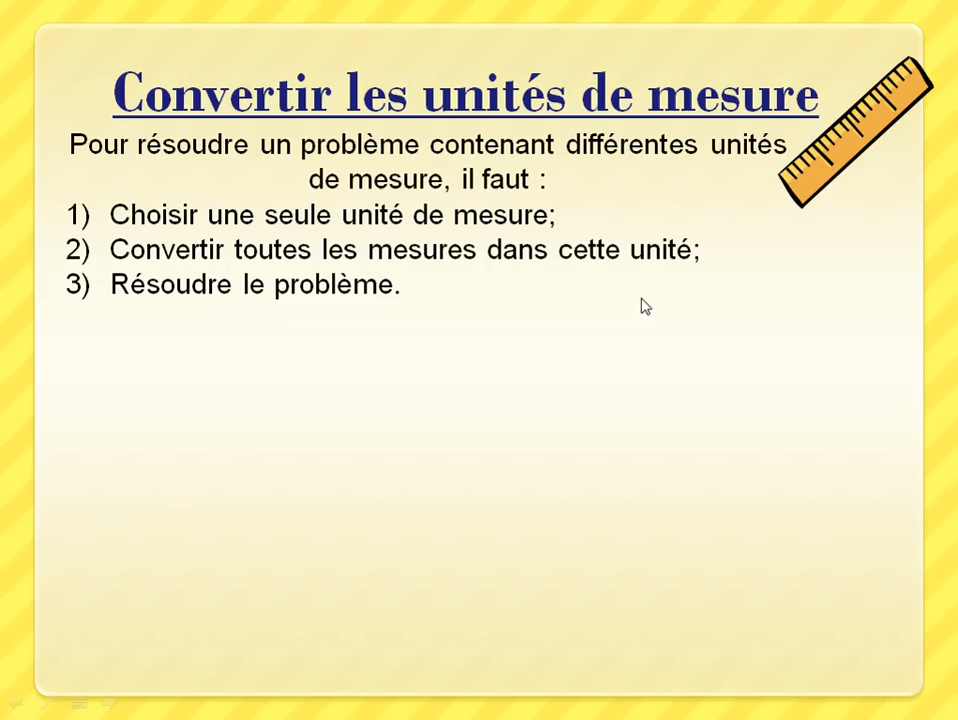 Convertir les unités de mesure
Pour résoudre un problème contenant différentes unités
de mesure, il faut :
1) Choisir une seule unité de mesure;
2) Convertir toutes les mesures dans cette unité;
3) Résoudre le problème.